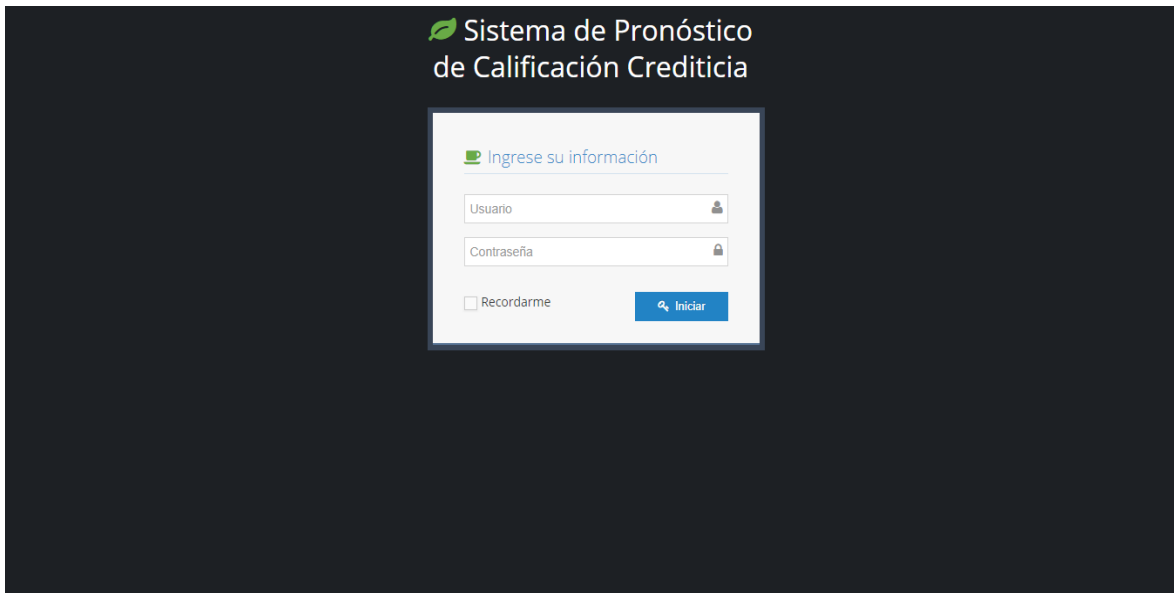 Sistema de Pronóstico
de Calificación Crediticia
Ingrese su información
Usuario
Contraseña
Recordarme
Iniciar